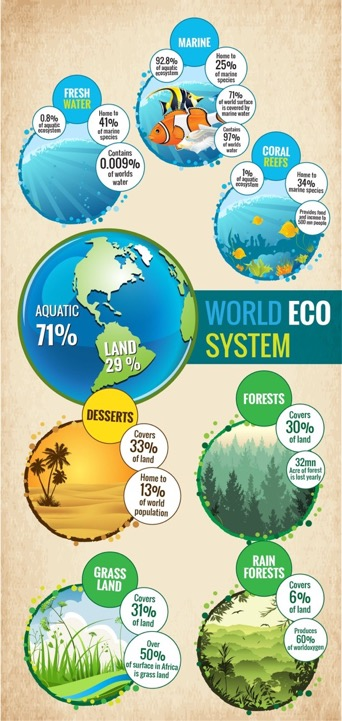 MARINE
92.8%
of aquatic
ecosystem
Home to
25%
of marine
species
71%
of world surface
is covered by
marine water
Contains
97%
of worlds
water
FRESH
WATER
0.8%
of aquatic
ecosystem
Home to
41%
of marine
species
Contains
0.009%
of worlds
water
CORAL
REEFS
1%
of aquatic
ecosystem
Home to
34%
marine species
Provides food
and income to
500 mn people
AQUATIC
71%
LAND
29 %
WORLD ECO
SYSTEM
DESSERTS
Covers
33%
of land
Home to
13%
of world
population
FORESTS
Covers
30%
of land
32mn
Acre of forest
is lost yearly
GRASS
LAND
Covers
31%
of land
Over
50%
of surface in Africa
is grass land
RAIN
FORESTS
Covers
6%
of land
Produces
60%
of worldoxygen